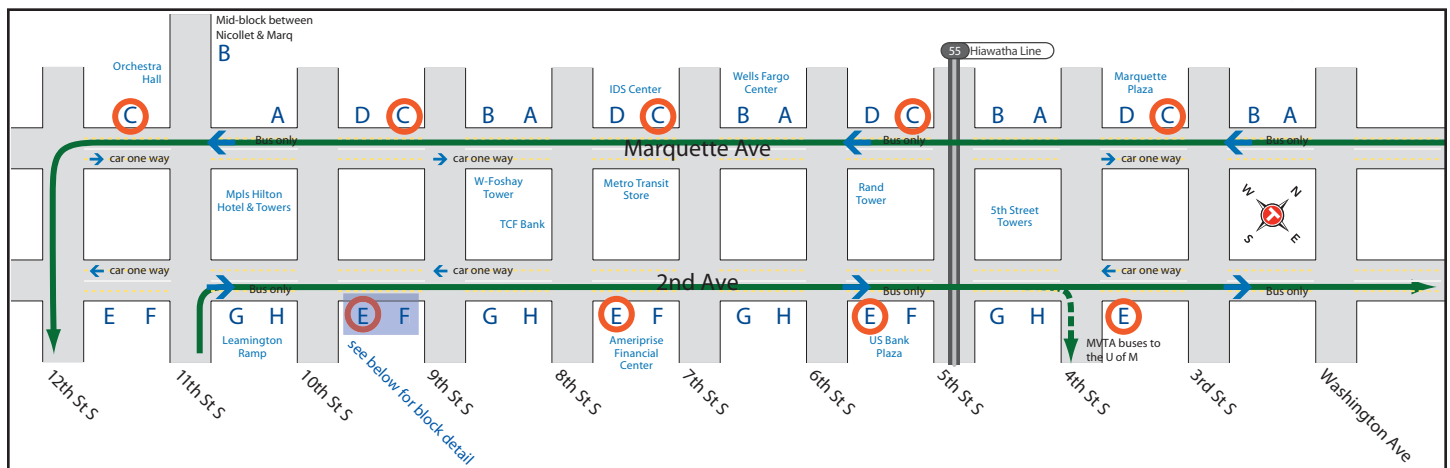 Mid-block between
Nicollet & Marq
B
Orchestra
Hall
C
A
D
C
B
A
IDS Center
D
C
Wells Fargo
Center
B
A
D
C
55 Hiawatha Line
B
A
Marquette
Plaza
D
C
B
A
Bus only
Marquette Ave
Bus only
Bus only
car one way
car one way
car one way
Mpls Hilton
Hotel & Towers
W-Foshay
Tower
TCF Bank
Metro Transit
Store
Rand
Tower
5th Street
Towers
W
N
S
E
car one way
car one way
car one way
Bus only
2nd Ave
Bus only
Bus only
E
F
G
H
E
F
G
H
E
F
G
H
E
F
G
H
E
Leamington
Ramp
Ameriprise
Financial
Center
US Bank
Plaza
MVTA buses to
the U of M
see below for block detail
12th St S
11th St S
10th St S
9th St S
8th St S
7th St S
6th St S
5th St S
4th St S
3rd St S
Washington Ave